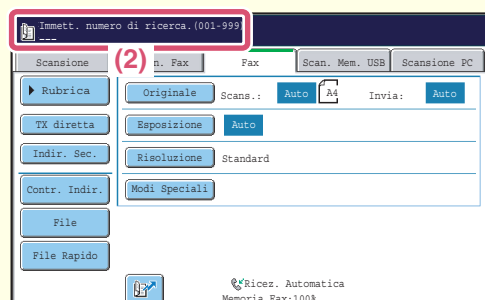 Immett. numero di ricerca.(001-999)
---
(2)
Scansione
n. Fax
Fax
Scan. Mem. USB
Scansione PC
Rubrica
Originale
Scans.:
Auto
A4
Invia:
Auto
TX diretta
Esposizione
Auto
Indir. Sec.
Risoluzione
Standard
Contr. Indir.
Modi Speciali
File
File Rapido
Ricez. Automatica
Memoria Fax:100%